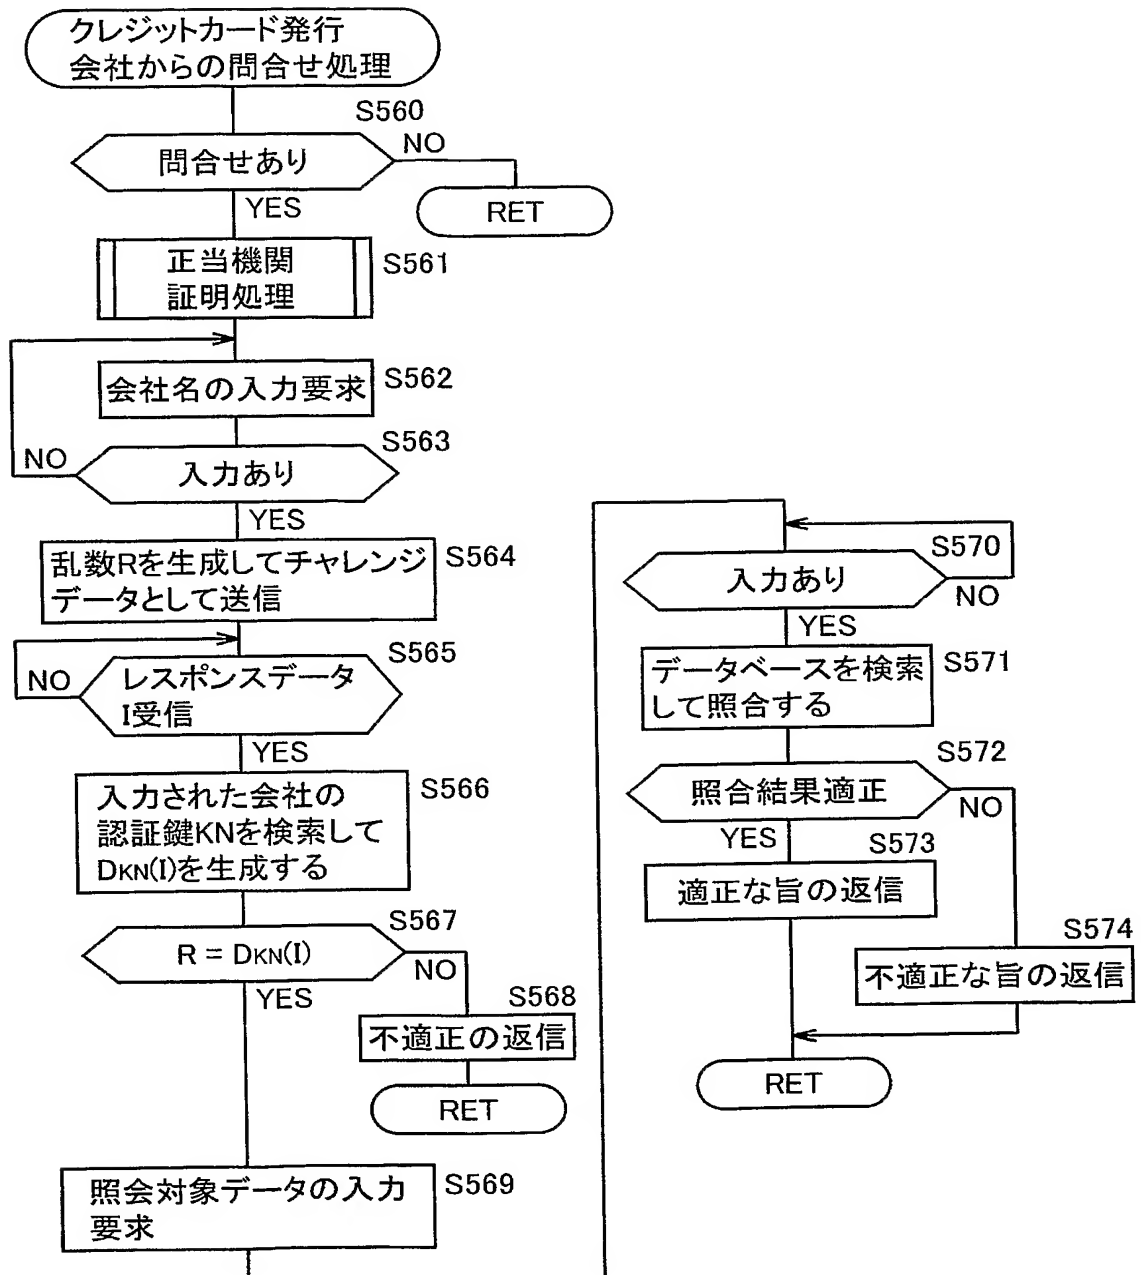 クレジットカード発行
会社からの問合せ処理
S560
問合せあり
NO
RET
YES
正当機関
証明処理
S561
会社名の入力要求
S562
S563
入力あり
NO
YES
乱数Rを生成してチャレンジ
データとして送信
S564
S565
レスポンスデータ
I受信
NO
YES
入力された会社の
認証鍵KNを検索して
DKN(I)を生成する
S566
S567
R = DKN(I)
NO
YES
S568
不適正の返信
RET
照会対象データの入力
要求
S569
S570
入力あり
NO
YES
データベースを検索
して照合する
S571
S572
照合結果適正
NO
YES
S573
適正な旨の返信
S574
不適正な旨の返信
RET